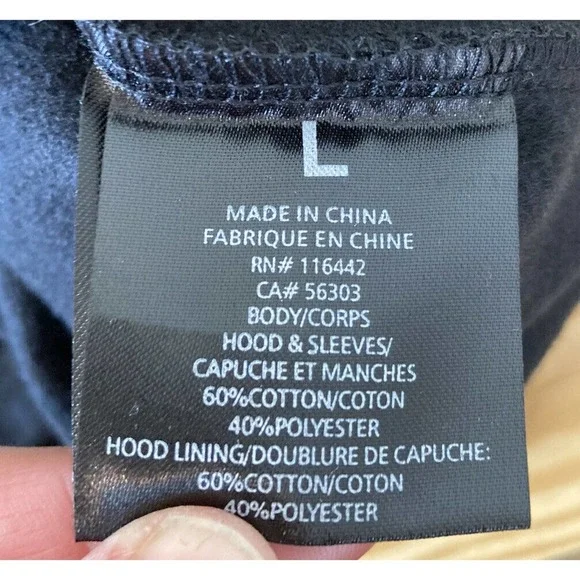 L
MADE IN CHINA
FABRIQUE EN CHINE
RN# 116442
CA# 56303
BODY/CORPS
HOOD & SLEEVES/
CAPUCHE ET MANCHES
60%COTTON/COTON
40%POLYESTER
HOOD LINING/DOUBLURE DE CAPUCHE:
60%COTTON/COTON
40%POLYESTER